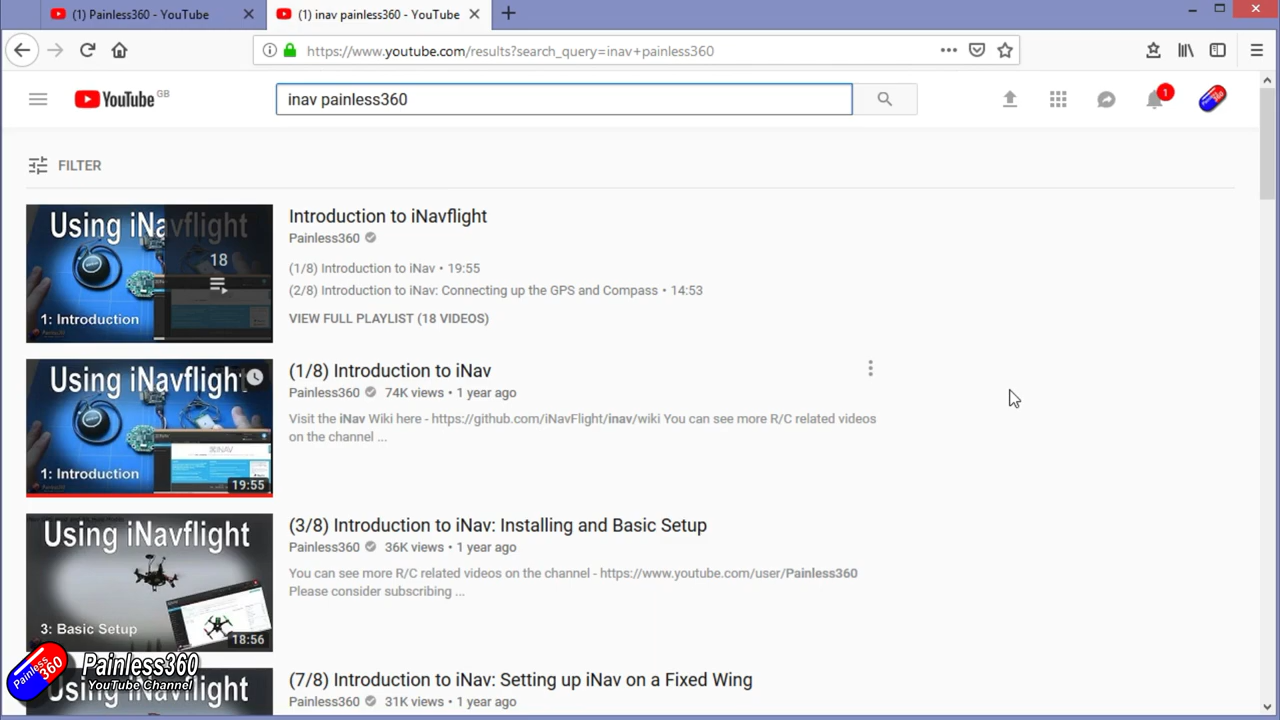 (1) Painless360 - YouTube
(1) inav painless360 - YouTube
https://www.youtube.com/results?search_query=inav+painless360
YouTube GB
inav painless360
1
FILTER
Using iNavflight
18
1: Introduction
Introduction to iNavflight
Painless360
(1/8) Introduction to iNav • 19:55
(2/8) Introduction to iNav: Connecting up the GPS and Compass • 14:53
VIEW FULL PLAYLIST (18 VIDEOS)
Using iNavflight
1: Introduction
19:55
(1/8) Introduction to iNav
Painless360 74K views • 1 year ago
Visit the iNav Wiki here - https://github.com/iNavFlight/inav/wiki You can see more R/C related videos
on the channel ...
Using iNavflight
3: Basic Setup
18:56
(3/8) Introduction to iNav: Installing and Basic Setup
Painless360 36K views • 1 year ago
You can see more R/C related videos on the channel - https://www.youtube.com/user/Painless360
Please consider subscribing ...
Using iNavflight
(7/8) Introduction to iNav: Setting up iNav on a Fixed Wing
Painless360 31K views • 1 year ago
Painless360
Painless360
YouTube Channel